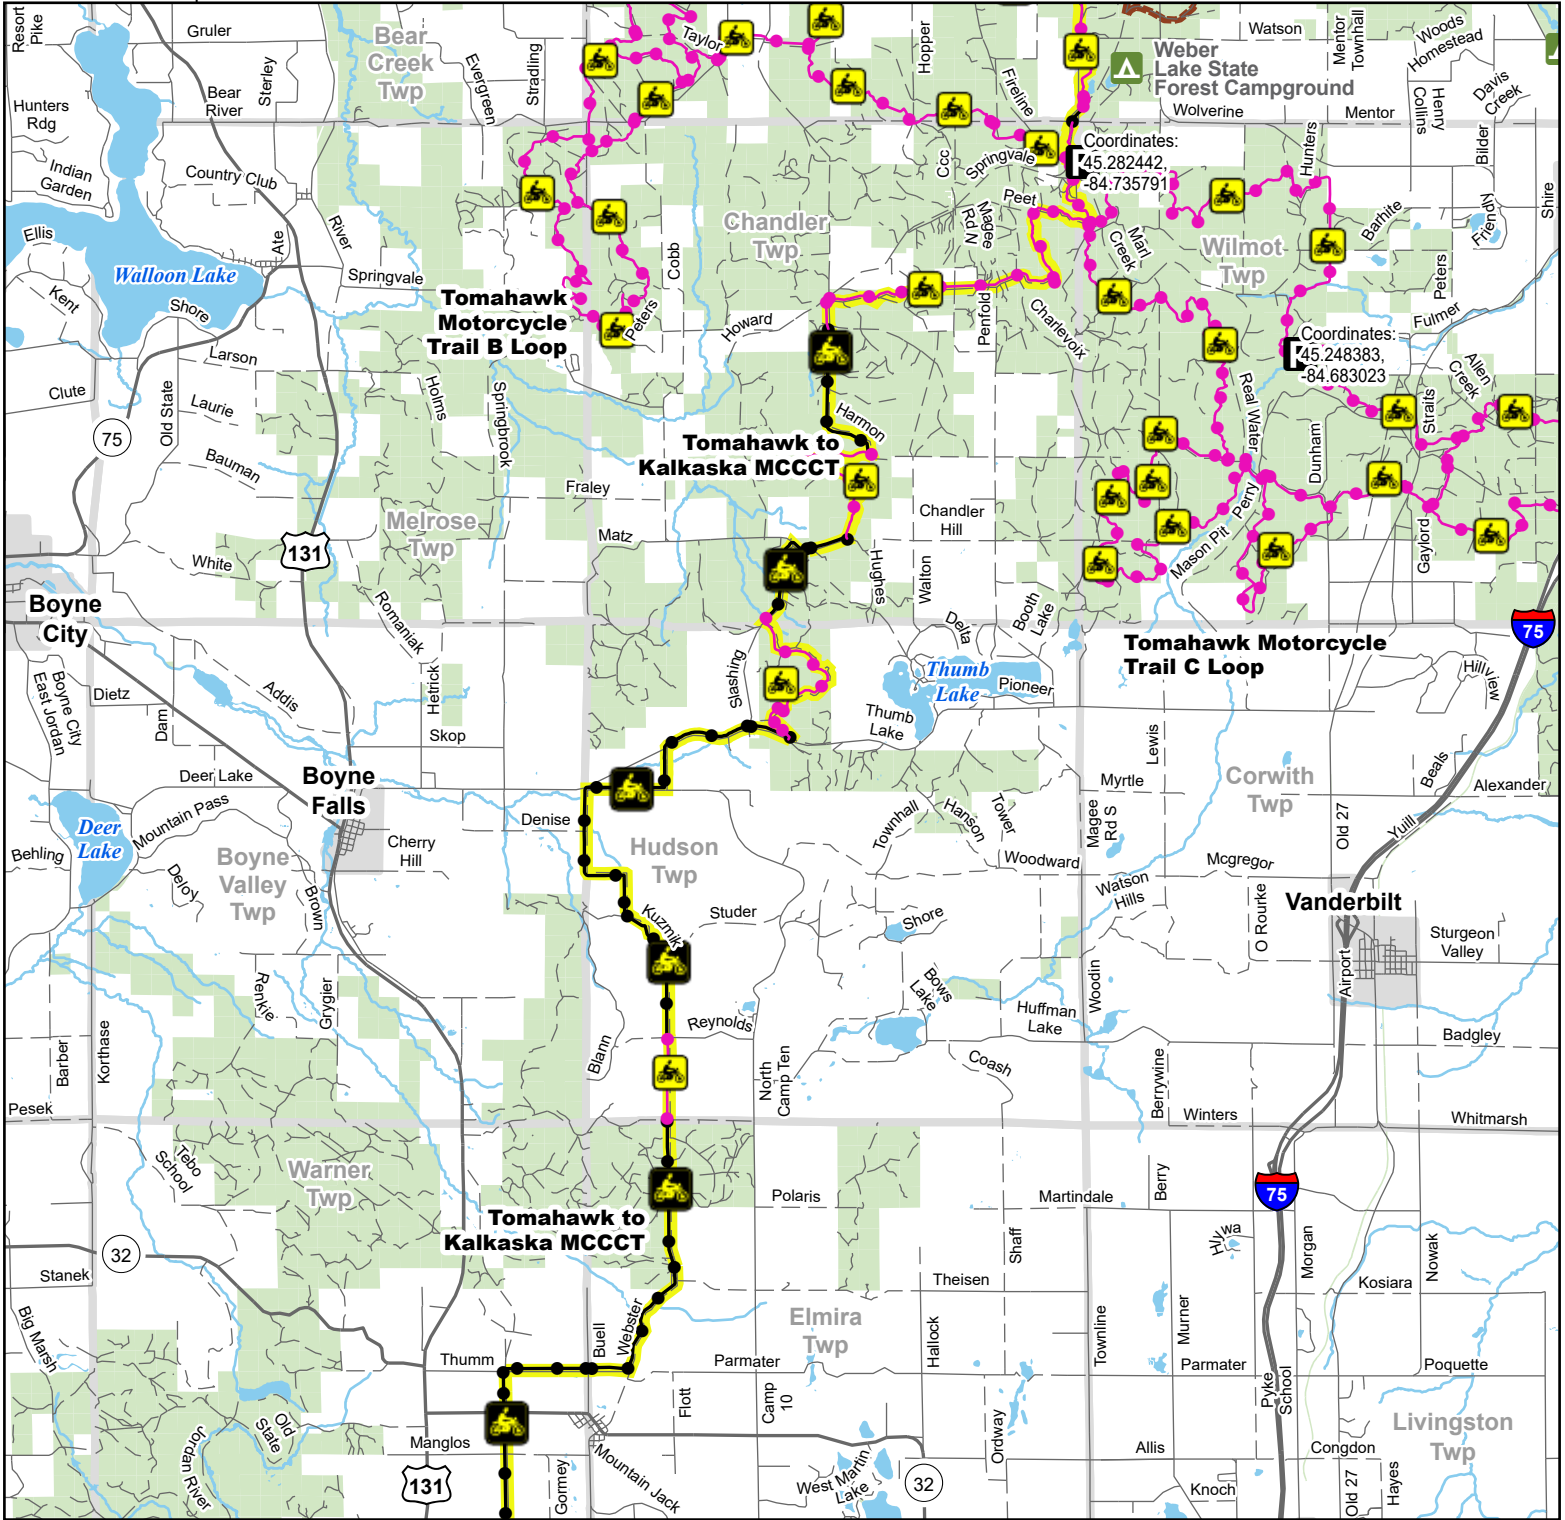 Resort
Pike
Gruler
Bear
Creek
Twp
Sterley
Bear
River
Evergreen
Stradling
Taylor
Hopper
Fireline
Weber
Lake State
Forest Campground
Watson
Mentor
Townhall
Woods
Homestead
Davis
Creek
Henry
Collins
Wolverine
Mentor
Bilder
Hunters
Rdg
Indian
Garden
Country Club
Ellis
Walloon Lake
Ate
River
Springvale
Kent
Shore
Larson
Clute
Old State
Laurie
75
Bauman
Holms
Springbrook
Cobb
Chandler
Twp
Ccc
Springvale
Coordinates:
45.282442,
-84.735791
Peet
Magee
Rd N
Marl
Creek
Hunters
Wilmot
Twp
Barhite
Friendly
Shire
Peters
Fulmer
Tomahawk
Motorcycle
Trail B Loop
Peters
Howard
Penfold
Charlevoix
Coordinates:
45.248383,
-84.683023
Allen
Creek
Straits
Real Water
Dunham
Harmon
Tomahawk to
Kalkaska MCCCT
Fraley
Matz
Melrose
Twp
White
131
Chandler
Hill
Hughes
Walton
Perry
Mason Pit
Gaylord
Boyne
City
Romaniak
Delta
Booth
Lake
75
Tomahawk Motorcycle
Trail C Loop
Hillview
Boyne City
East Jordan
Dietz
Dam
Addis
Hetrick
Skop
Slashing
Thumb
Lake
Pioneer
Thumb
Lake
Lewis
Deer Lake
Boyne
Falls
Myrtle
Corwith
Twp
Beals
Alexander
Deer
Lake
Mountain Pass
Behling
Deloy
Boyne
Valley
Twp
Brown
Cherry
Hill
Denise
Hudson
Twp
Townhall
Hanson
Tower
Magee
Rd S
Old 27
Yuill
Woodward
Mcgregor
Watson
Hills
O Rourke
Vanderbilt
Kuzmik
Studer
Shore
Sturgeon
Valley
Airport
Renkie
Grygier
Bows
Lake
Woodin
Huffman
Lake
Badgley
Barber
Korthase
Blann
Reynolds
North
Camp Ten
Coash
Berrywine
Pesek
Winters
Whitmarsh
Tebo
School
Warner
Twp
Polaris
Martindale
Berry
75
Tomahawk to
Kalkaska MCCCT
Shaff
Hiywa
Morgan
Nowak
32
Stanek
Theisen
Kosiara
Big Marsh
Buell
Webster
Elmira
Twp
Hallock
Townline
Murner
Thumm
Parmater
Parmater
Poquette
Flott
Camp
10
Pyke
School
Old
State
Jordan River
Manglos
Ordway
Allis
Congdon
Livingston
Twp
131
Gorney
Mountain Jack
West Martin
Lake
32
Knoch
Old 27
Hayes